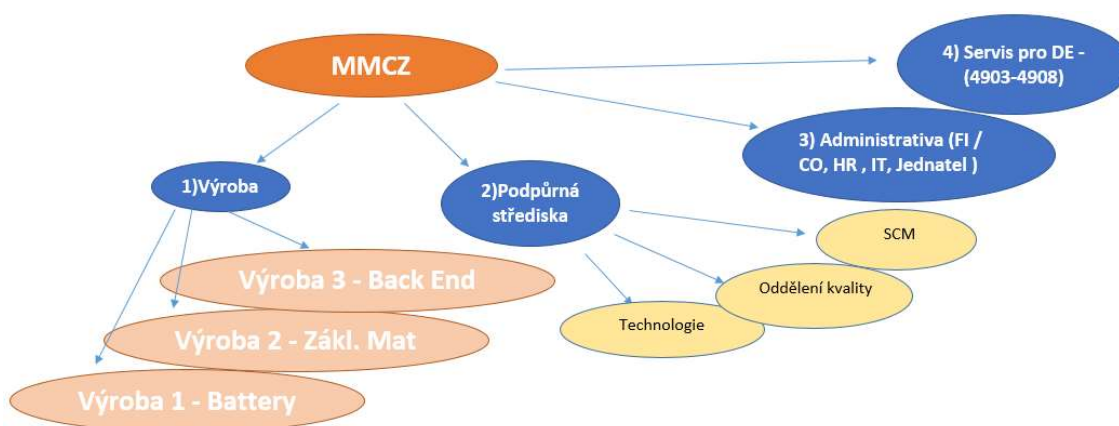 MMCZ
4) Servis pro DE -
(4903-4908)
3) Administrativa (FI /
CO, HR , IT, Jednatel )
1)Výroba
2)Podpůrná
střediska
SCM
Výroba 3 - Back End
Oddělení kvality
Technologie
Výroba 2 - Zákl. Mat
Výroba 1 - Battery